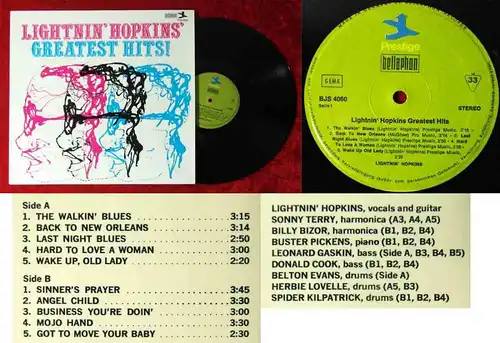 LIGHTNIN' HOPKINS'
GREATEST HITS!
Prestige
bellaphon
GEMA
33
BJS 4060
Seite 1
STEREO
Lightnin' Hopkins Greatest Hits
LIGHTNIN' HOPKINS
Side A
1. THE WALKIN' BLUES 3:15
2. BACK TO NEW ORLEANS 3:14
3. LAST NIGHT BLUES 2:50
4. HARD TO LOVE A WOMAN 3:00
5. WAKE UP, OLD LADY 2:20
Side B
1. SINNER'S PRAYER 3:45
2. ANGEL CHILD 3:30
3. BUSINESS YOU'RE DOIN' 3:30
4. MOJO HAND 3:30
5. GOT TO MOVE YOUR BABY 2:30
LIGHTNIN' HOPKINS, vocals and guitar
SONNY TERRY, harmonica (A3, A4, A5)
BILLY BIZOR, harmonica (B1, B2, B4)
BUSTER PICKENS, piano (B1, B2, B4)
LEONARD GASKIN, bass (Side A, B3, B4, B5)
DONALD COOK, bass (B1, B2, B4)
BELTON EVANS, drums (Side A)
HERBIE LOVELLE, drums (A5, B3)
SPIDER KILPATRICK, drums (B1, B2, B4)